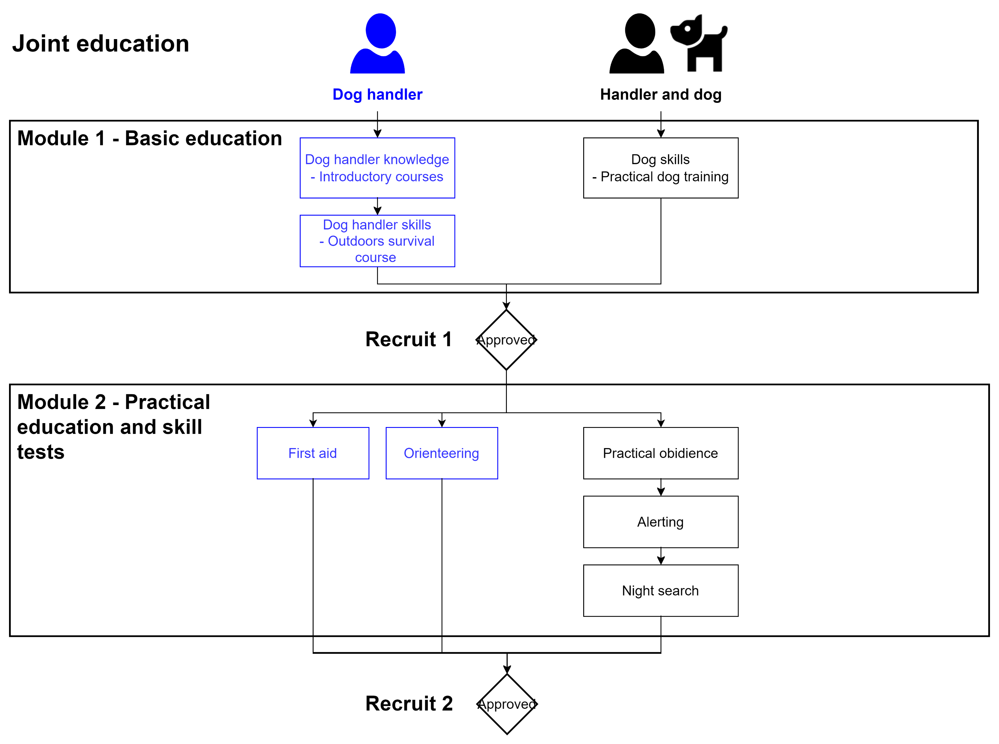 Joint education
Dog handler
Handler and dog
Module 1 - Basic education
Dog handler knowledge
- Introductory courses
Dog skills
- Practical dog training
Dog handler skills
- Outdoors survival
course
Recruit 1
Approved
Module 2 - Practical
education and skill
tests
First aid
Orienteering
Practical obidience
Alerting
Night search
Recruit 2
Approved